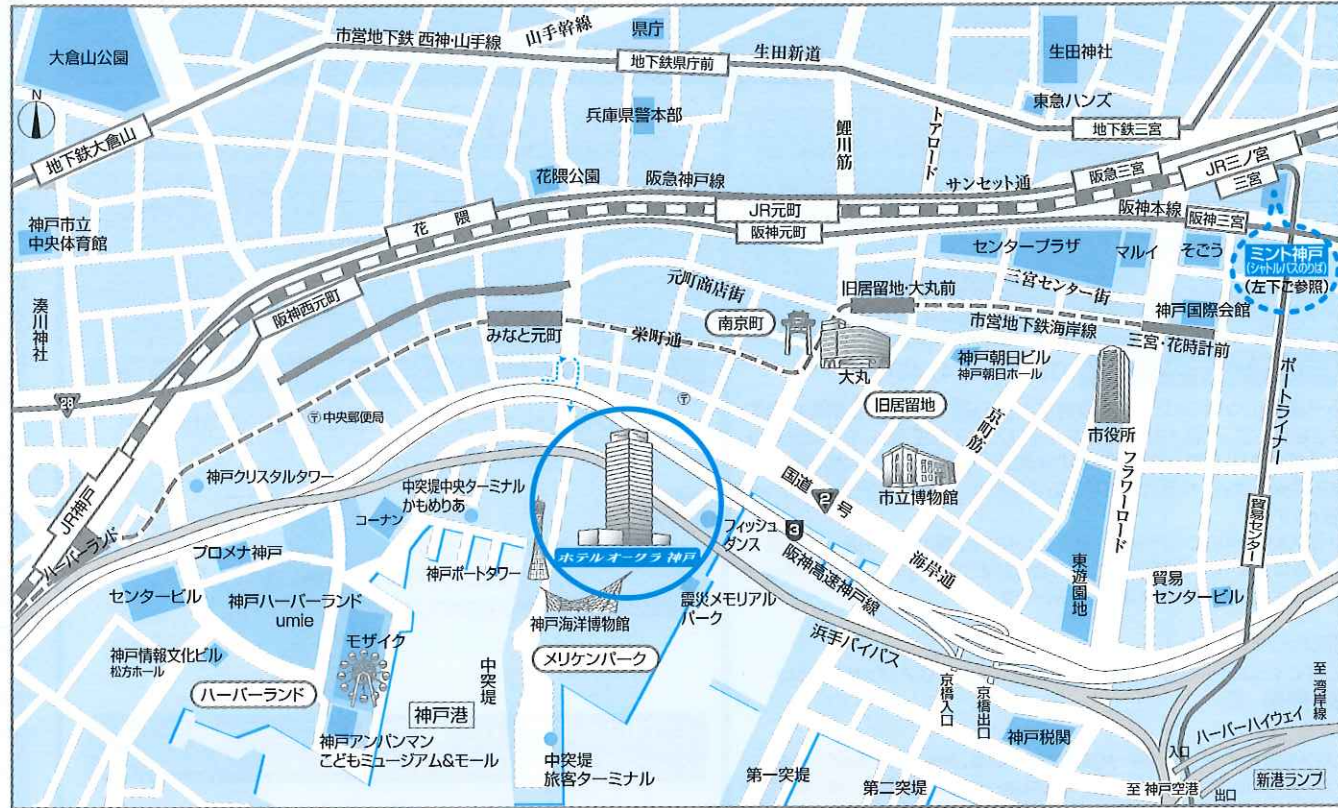 市営地下鉄 西神・山手線
山手幹線
県庁
地下鉄県庁前
生田新道
生田神社
大倉山公園
N
地下鉄大倉山
兵庫県警本部
鯉川筋
トアロード
東急ハンズ
地下鉄三宮
花隈公園
阪急神戸線
サンセット通
阪急三宮
JR三ノ宮
三宮
神戸市立
中央体育館
花隈
JR元町
阪神元町
阪神本線
阪神三宮
センタープラザ
マルイ
そごう
ミント神戸
(シャトルバスのりば)
(左下ご参照)
湊川神社
阪神西元町
元町商店街
旧居留地・大丸前
三宮センター街
神戸国際会館
みなと元町
栄町通
南京町
大丸
市営地下鉄海岸線
三宮・花時計前
神戸朝日ビル
神戸朝日ホール
ポートライナー
28
〒中央郵便局
〒
旧居留地
京町筋
市役所
フラワーロード
神戸クリスタルタワー
中突堤中央ターミナル
かもめりあ
コーナン
国道2号
市立博物館
JR神戸
ハーバーランド
プロメナ神戸
神戸ポートタワー
ホテルオークラ 神戸
フィッシュ
ダンス
3
阪神高速神戸線
海岸通
東遊園地
貿易センター
貿易
センタービル
センタービル
神戸ハーバーランド
umie
モザイク
神戸海洋博物館
震災メモリアル
パーク
浜手バイパス
神戸情報文化ビル
松方ホール
ハーバーランド
中突堤
メリケンパーク
神戸港
京橋入口
京橋出口
至 湾岸線
神戸アンパンマン
こどもミュージアム&モール
中突堤
旅客ターミナル
第一突堤
第二突堤
神戸税関
ハーバーハイウェイ
入口
至 神戸空港
出口
新港ランプ